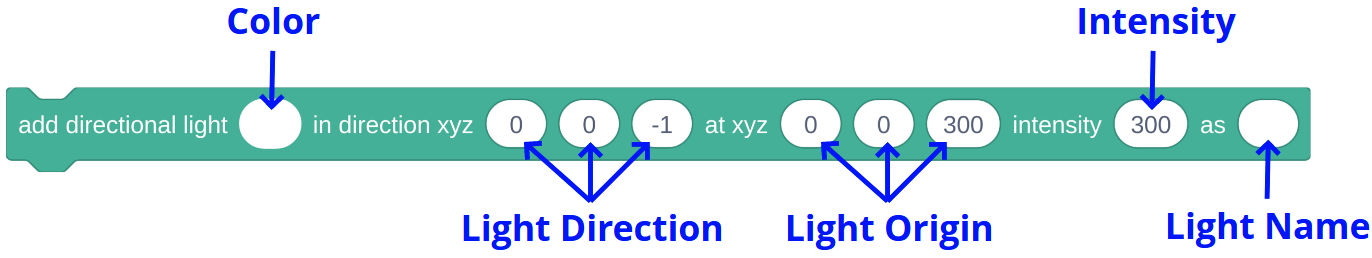 Color
Intensity
add directional light in direction xyz 0 0 -1 at xyz 0 0 300 intensity 300 as
Light Direction
Light Origin
Light Name